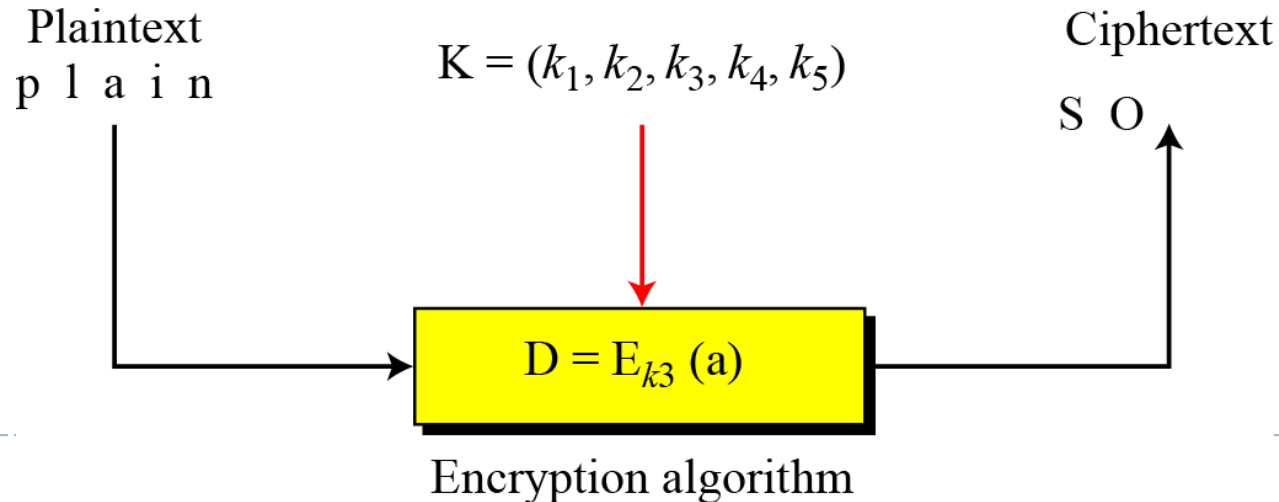 Plaintext
p l a i n
K = (k₁, k₂, k₃, k₄, k₅)
Ciphertext
S O
D = Eₖ₃ (a)
Encryption algorithm